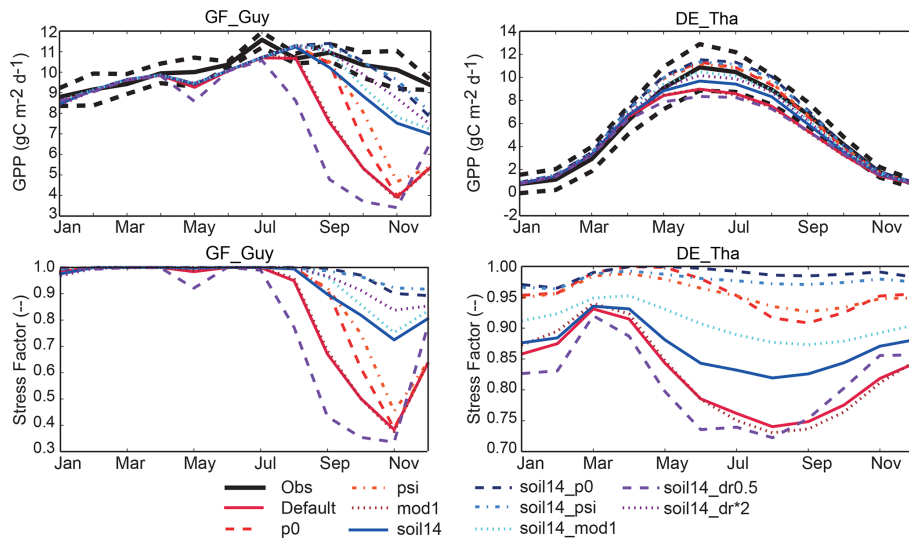 GF_Guy
DE_Tha
GPP (gC m-2 d-1)
12
11
10
9
8
7
6
5
4
3
Jan Mar May Jul Sep Nov
GPP (gC m-2 d-1)
14
12
10
8
6
4
2
0
-2
Jan Mar May Jul Sep Nov
GF_Guy
DE_Tha
Stress Factor (--)
1.0
0.9
0.8
0.7
0.6
0.5
0.4
0.3
Jan Mar May Jul Sep Nov
Stress Factor (--)
1.00
0.95
0.90
0.85
0.80
0.75
0.70
Jan Mar May Jul Sep Nov
Obs
Default
p0
psi
mod1
soil14
soil14_p0
soil14_psi
soil14_mod1
soil14_dr0.5
soil14_dr*2